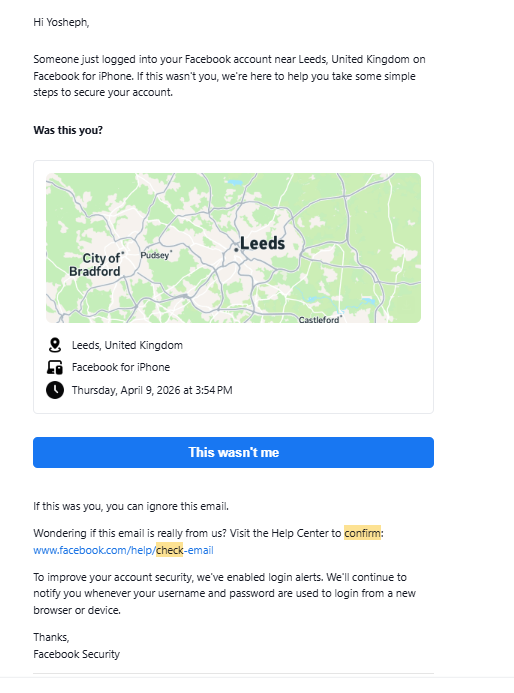 Hi Yosheph,
Someone just logged into your Facebook account near Leeds, United Kingdom on
Facebook for iPhone. If this wasn't you, we're here to help you take some simple
steps to secure your account.
Was this you?
Leeds
City of
Bradford
Pudsey
Castleford
Leeds, United Kingdom
Facebook for iPhone
Thursday, April 9, 2026 at 3:54 PM
This wasn't me
If this was you, you can ignore this email.
Wondering if this email is really from us? Visit the Help Center to confirm:
www.facebook.com/help/check-email
To improve your account security, we've enabled login alerts. We'll continue to
notify you whenever your username and password are used to login from a new
browser or device.
Thanks,
Facebook Security